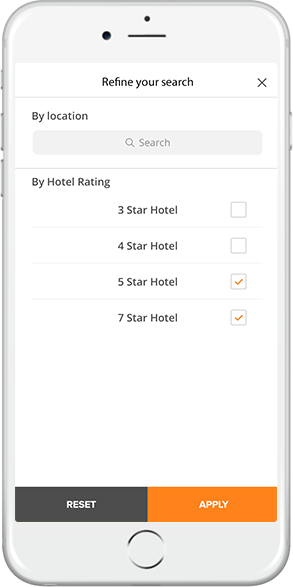 Refine your search
By location
Search
By Hotel Rating
3 Star Hotel
4 Star Hotel
5 Star Hotel
7 Star Hotel
RESET
APPLY